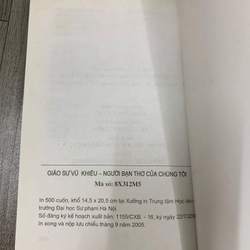 GIÁO SƯ VŨ KHIÊU - NGƯỜI BẠN THƠ CỦA CHÚNG TÔI
Mã số: 8X312M5
In 500 cuốn, khổ 14,5 x 20,5 cm tại Xưởng in Trung tâm Học liệu
trường Đại học Sư phạm Hà Nội
Số đăng ký kế hoạch xuất bản: 1155/CXB - 16, ký ngày
in xong và nộp lưu chiểu tháng 9 năm 2005.